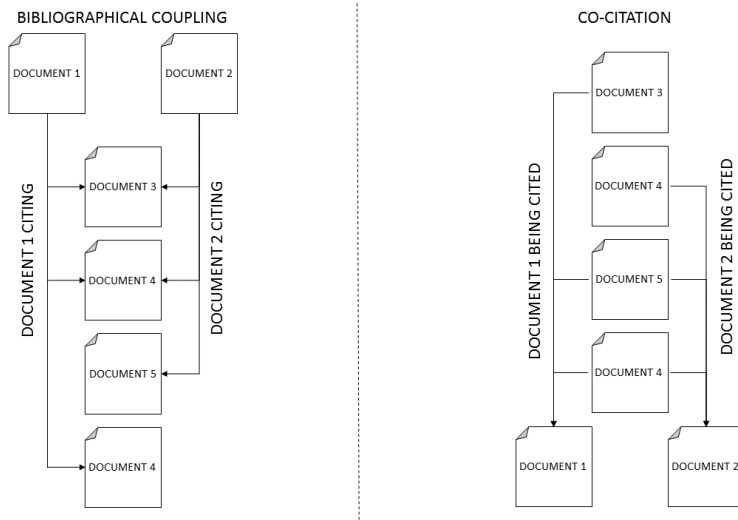 BIBLIOGRAPHICAL COUPLING
DOCUMENT 1
DOCUMENT 2
DOCUMENT 3
DOCUMENT 4
DOCUMENT 5
DOCUMENT 4
DOCUMENT 1 CITING
DOCUMENT 2 CITING
CO-CITATION
DOCUMENT 3
DOCUMENT 4
DOCUMENT 5
DOCUMENT 4
DOCUMENT 1 BEING CITED
DOCUMENT 2 BEING CITED
DOCUMENT 1
DOCUMENT 2